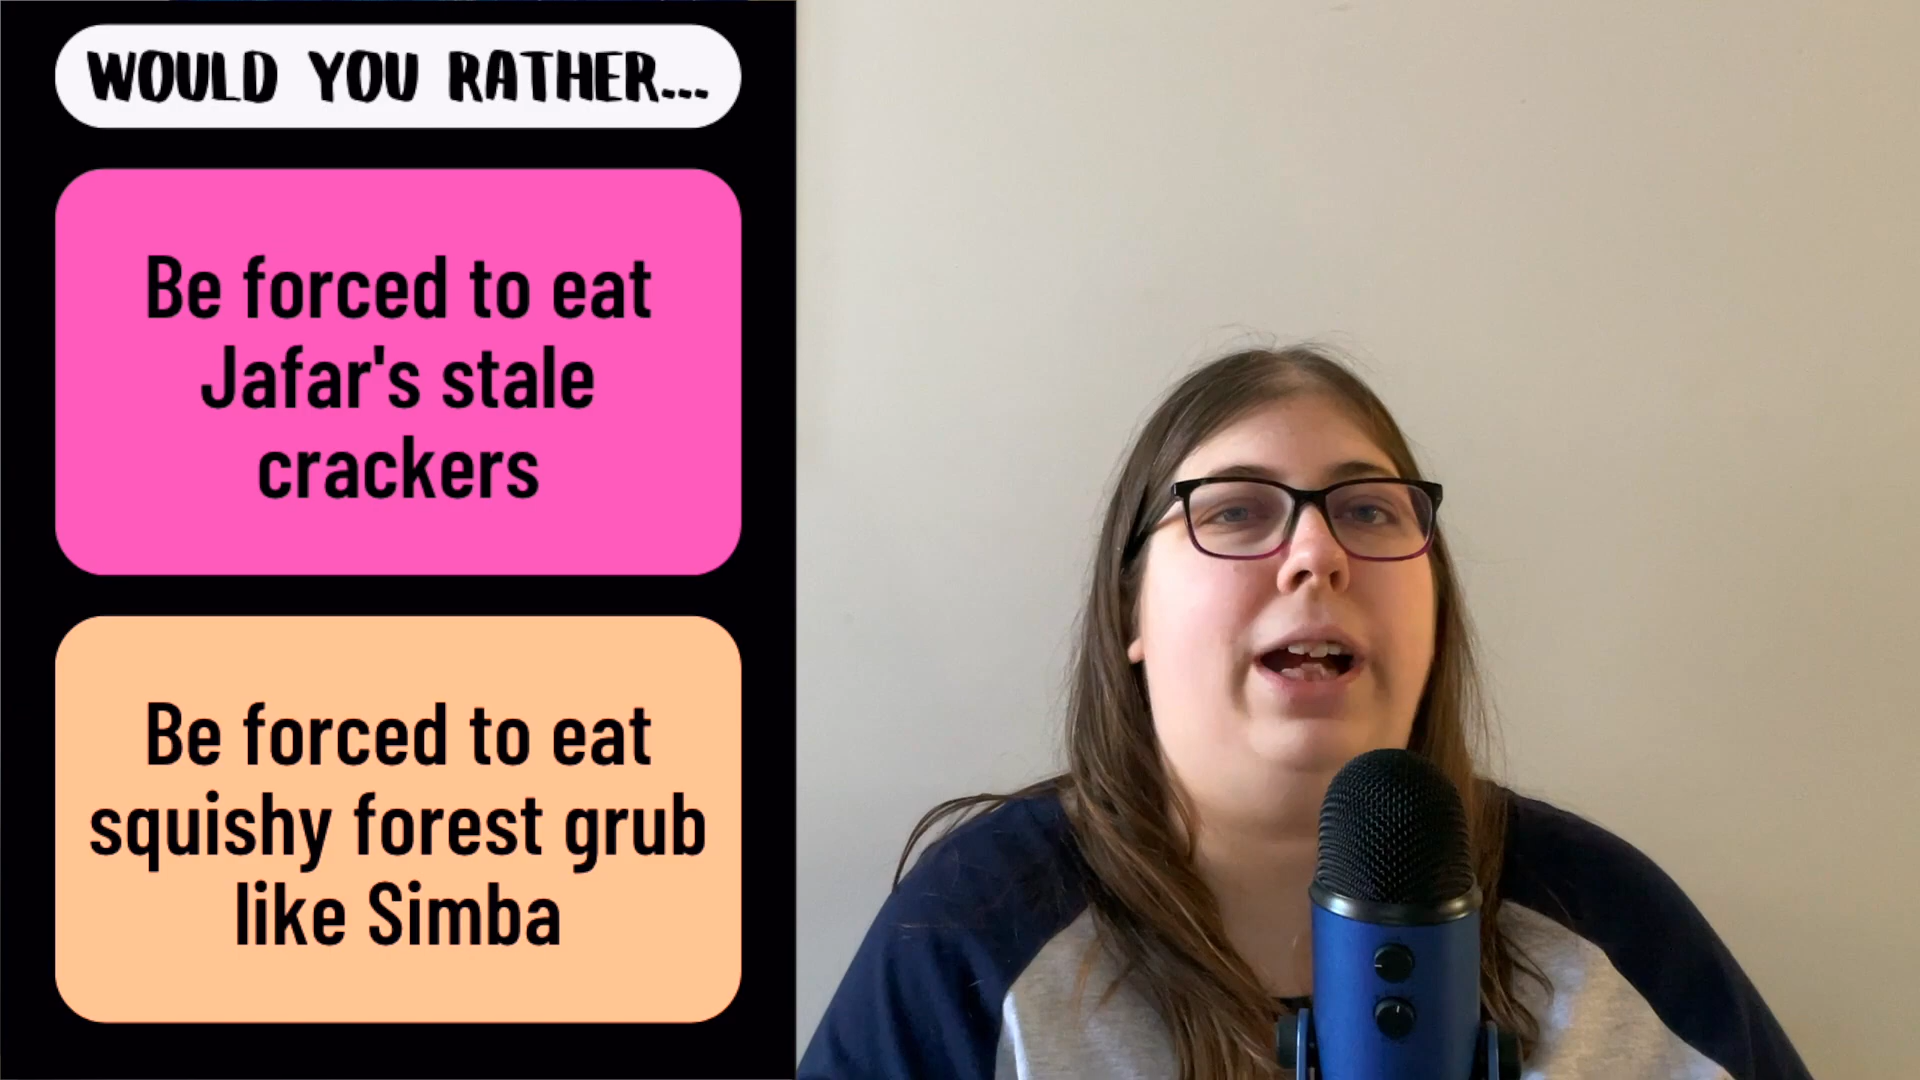 WOULD YOU RATHER...
Be forced to eat
Jafar's stale
crackers
Be forced to eat
squishy forest grub
like Simba